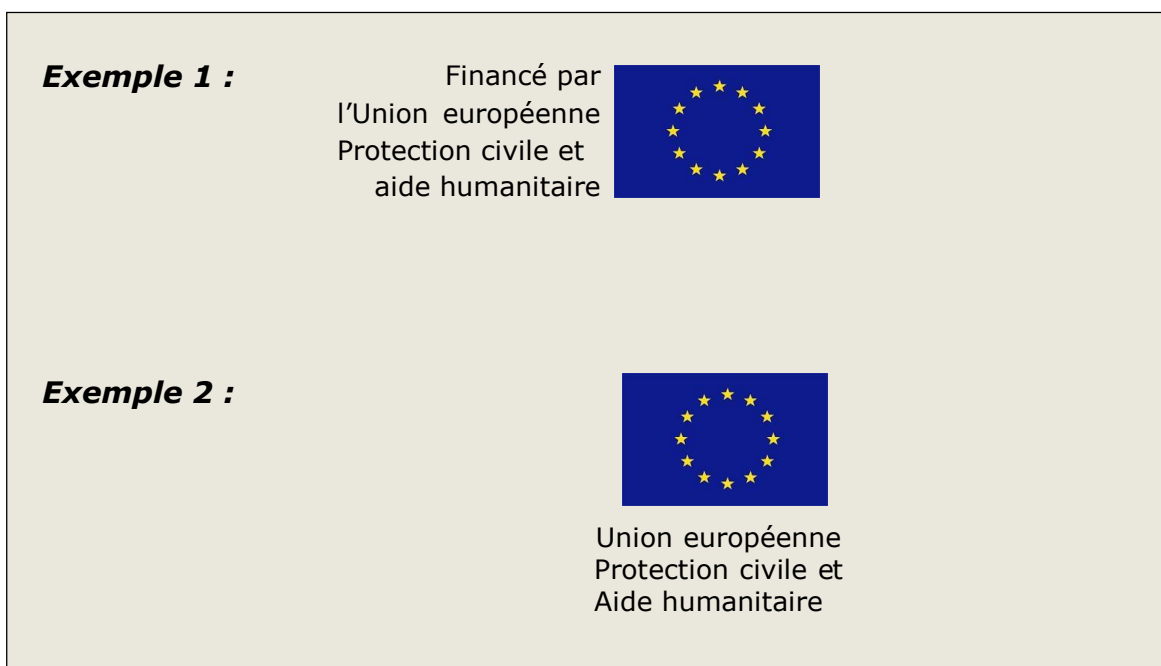 Exemple 1 :
Financé par
l’Union européenne
Protection civile et
aide humanitaire
Exemple 2 :
Union européenne
Protection civile et
Aide humanitaire